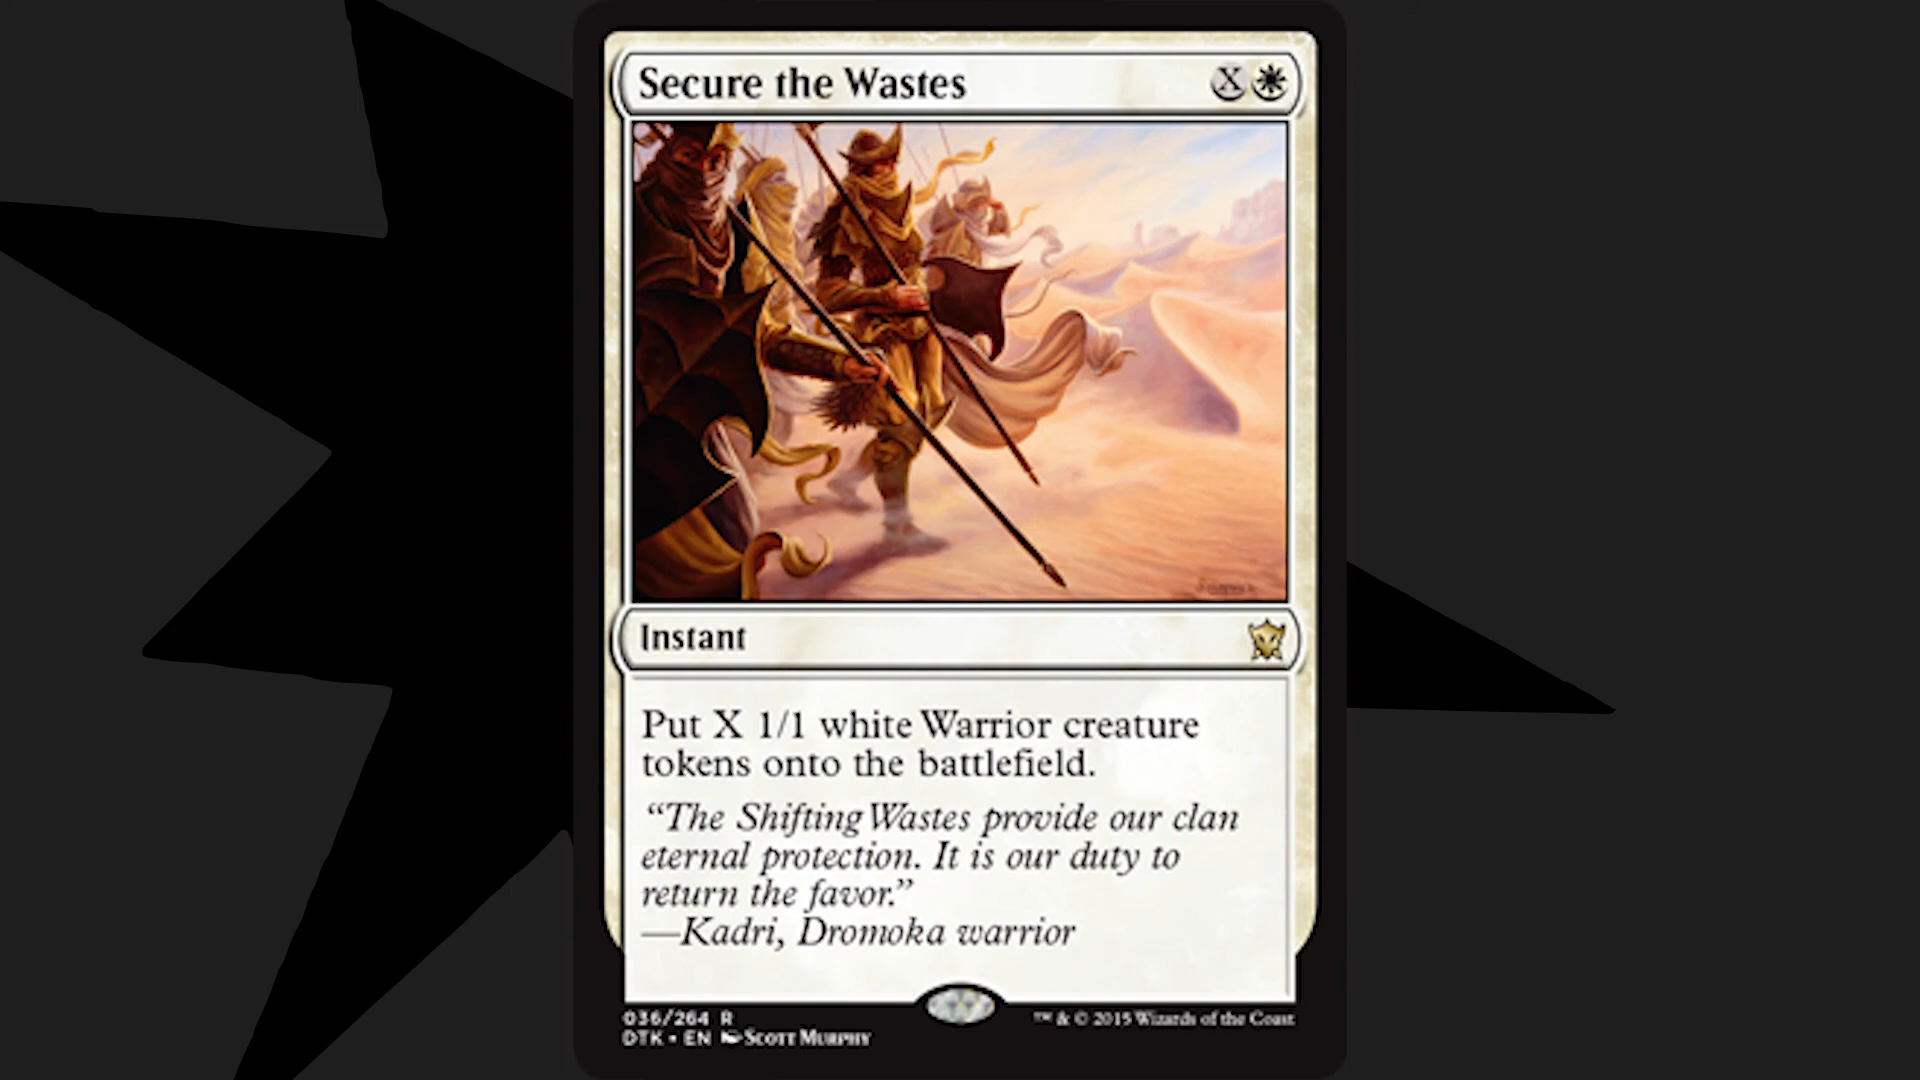 Secure the Wastes X
Instant
Put X 1/1 white Warrior creature
tokens onto the battlefield.
“The Shifting Wastes provide our clan
eternal protection. It is our duty to
return the favor.”
—Kadri, Dromoka warrior
036/264 R
™ & © 2015 Wizards of the Coast
DTK • EN Scott Murphy